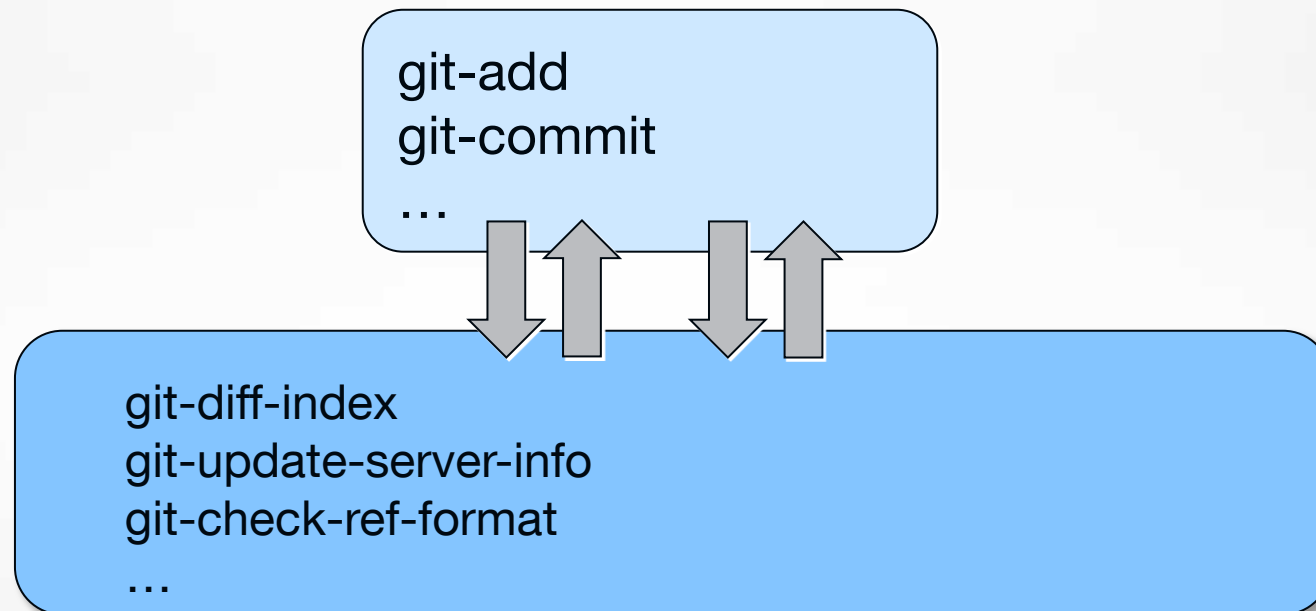 git-add
git-commit
…
git-diff-index
git-update-server-info
git-check-ref-format
…